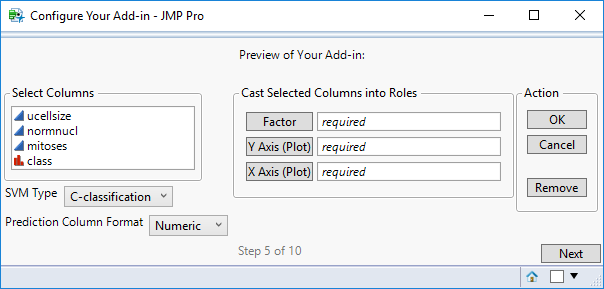 Configure Your Add-in - JMP Pro
Preview of Your Add-in:
Select Columns
ucellsize
normnucl
mitoses
class
SVM Type C-classification
Prediction Column Format Numeric
Cast Selected Columns into Roles
Factor required
Y Axis (Plot) required
X Axis (Plot) required
Action
OK
Cancel
Remove
Step 5 of 10
Next